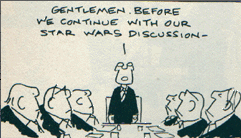 GENTLEMEN. BEFORE
WE CONTINUE WITH OUR
STAR WARS DISCUSSION-